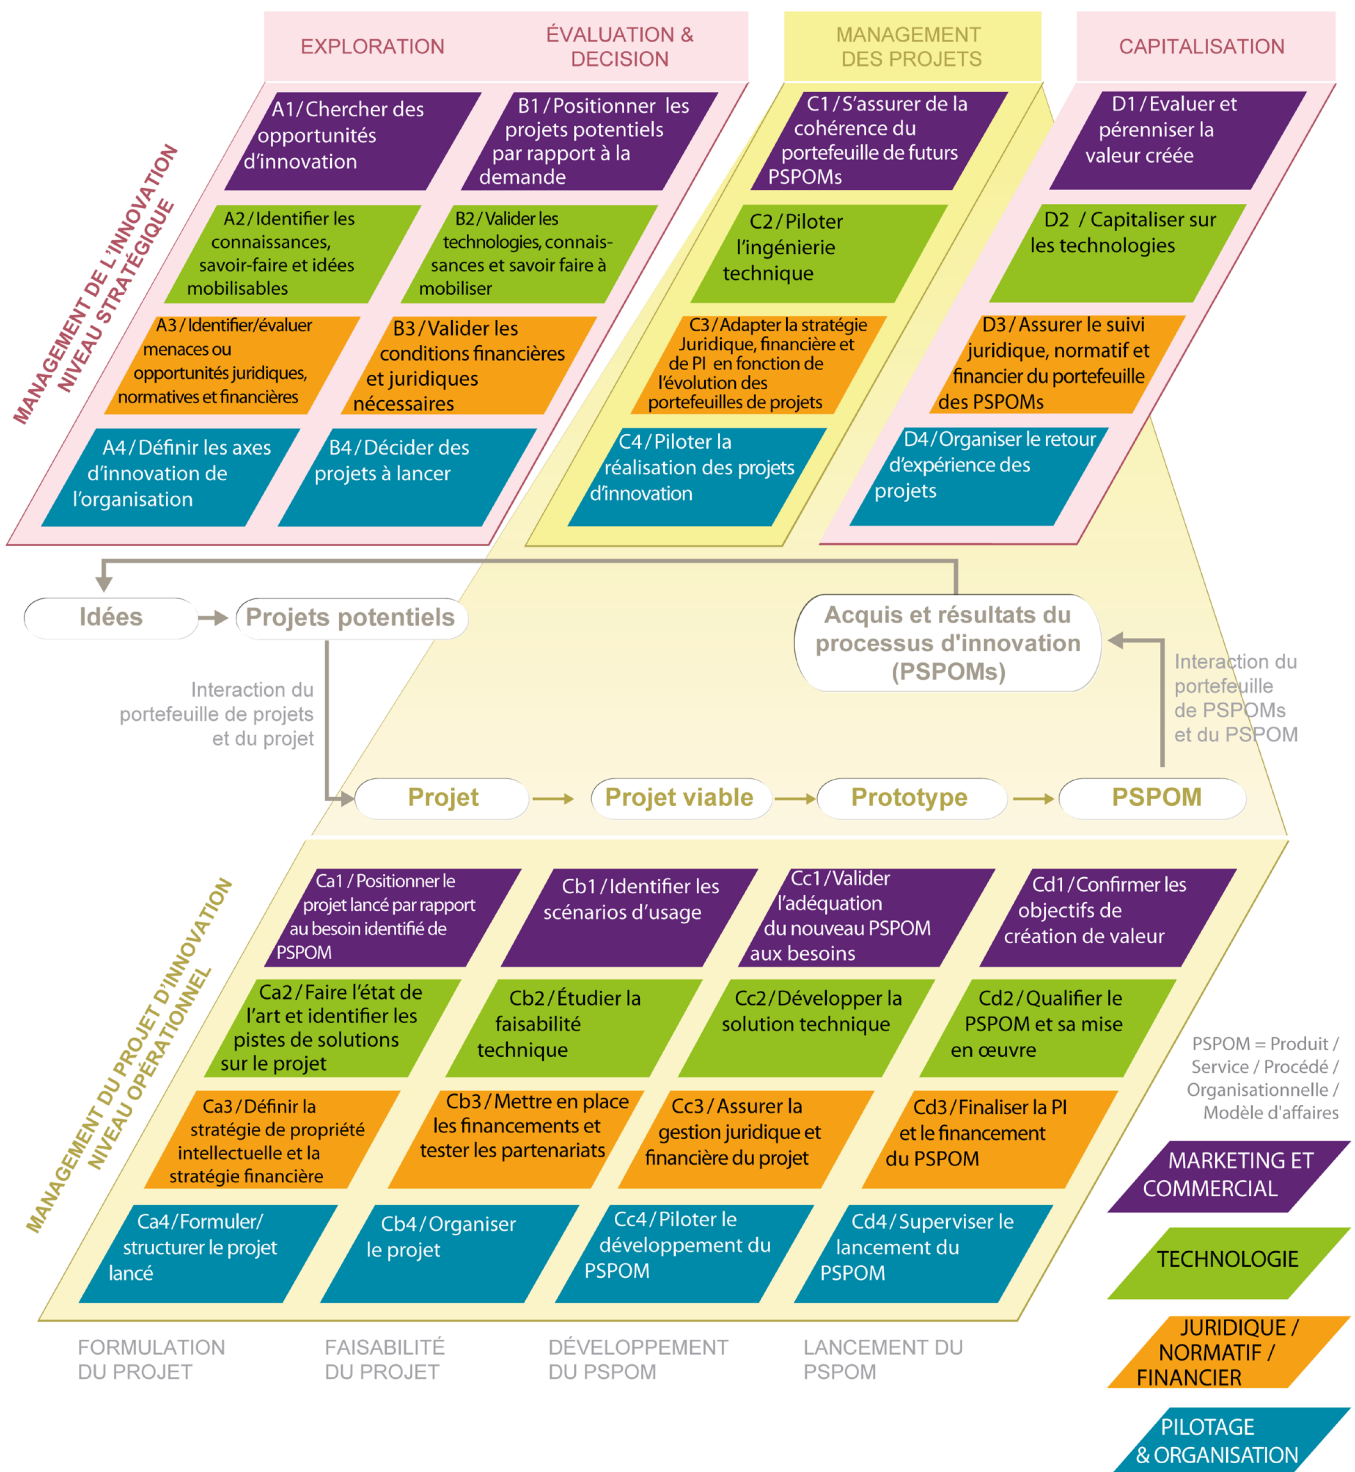 EXPLORATION
ÉVALUATION &
DECISION
MANAGEMENT
DES PROJETS
CAPITALISATION
MANAGEMENT DE L'INNOVATION
NIVEAU STRATÉGIQUE
A1/Chercher des
opportunités
d'innovation
B1/Positionner les
projets potentiels
par rapport à la
demande
C1/S'assurer de la
cohérence du
portefeuille de futurs
PSPOMs
D1/Evaluer et
pérenniser la
valeur créée
A2/Identifier les
connaissances,
savoir-faire et idées
mobilisables
B2/Valider les
technologies, connais-
sances et savoir faire à
mobiliser
C2/Piloter
l'ingénierie
technique
D2 / Capitaliser sur
les technologies
A3/Identifier/évaluer
menaces ou
opportunités juridiques,
normatives et financières
B3/Valider les
conditions financières
et juridiques
nécessaires
C3/Adapter la stratégie
Juridique, financière et
de PI en fonction de
l'évolution des
portefeuilles de projets
D3/Assurer le suivi
juridique, normatif et
financier du portefeuille
des PSPOMs
A4/Définir les axes
d'innovation de
l'organisation
B4/Décider des
projets à lancer
C4/Piloter la
réalisation des projets
d'innovation
D4/Organiser le retour
d'expérience des
projets
Idées
Projets potentiels
Acquis et résultats du
processus d'innovation
(PSPOMs)
Interaction du
portefeuille de projets
et du projet
Interaction du
portefeuille
de PSPOMs
et du PSPOM
Projet
Projet viable
Prototype
PSPOM
MANAGEMENT DU PROJET D'INNOVATION
NIVEAU OPÉRATIONNEL
Ca1/Positionner le
projet lancé par rapport
au besoin identifié de
PSPOM
Cb1/Identifier les
scénarios d'usage
Cc1/Valider
l'adéquation
du nouveau PSPOM
aux besoins
Cd1/Confirmer les
objectifs de
création de valeur
Ca2/Faire l'état de
l'art et identifier les
pistes de solutions
sur le projet
Cb2/Étudier la
faisabilité
technique
Cc2/Développer la
solution technique
Cd2/Qualifier le
PSPOM et sa mise
en œuvre
Ca3/Définir la
stratégie de propriété
intellectuelle et la
stratégie financière
Cb3/Mettre en place
les financements et
tester les partenariats
Cc3/Assurer la
gestion juridique et
financière du projet
Cd3/Finaliser la PI
et le financement
du PSPOM
Ca4/Formuler/
structurer le projet
lancé
Cb4/Organiser
le projet
Cc4/Piloter le
développement du
PSPOM
Cd4/Superviser le
lancement du
PSPOM
FORMULATION
DU PROJET
FAISABILITÉ
DU PROJET
DÉVELOPPEMENT
DU PSPOM
LANCEMENT DU
PSPOM
PSPOM = Produit /
Service / Procédé /
Organisationnelle /
Modèle d'affaires
MARKETING ET
COMMERCIAL
TECHNOLOGIE
JURIDIQUE /
NORMATIF /
FINANCIER
PILOTAGE
& ORGANISATION